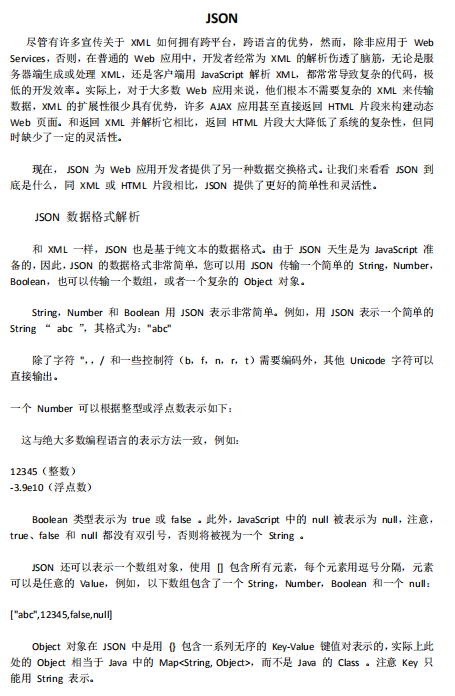 JSON
尽管有许多宣传关于 XML 如何拥有跨平台，跨语言的优势，然而，除非应用于 Web
Services，否则，在普通的 Web 应用中，开发者经常为 XML 的解析伤透了脑筋，无论是服
务器端生成或处理 XML，还是客户端用 JavaScript 解析 XML，都常常导致复杂的代码，极
低的开发效率。实际上，对于大多数 Web 应用来说，他们根本不需要复杂的 XML 来传输
数据，XML 的扩展性很少具有优势，许多 AJAX 应用甚至直接返回 HTML 片段来构建动态
Web 页面。和返回 XML 并解析它相比，返回 HTML 片段大大降低了系统的复杂性，但同
时缺少了一定的灵活性。
现在， JSON 为 Web 应用开发者提供了另一种数据交换格式。让我们来看看 JSON 到
底是什么，同 XML 或 HTML 片段相比，JSON 提供了更好的简单性和灵活性。
JSON 数据格式解析
和 XML 一样，JSON 也是基于纯文本的数据格式。由于 JSON 天生是为 JavaScript 准
备的，因此，JSON 的数据格式非常简单，您可以用 JSON 传输一个简单的 String，Number，
Boolean，也可以传输一个数组，或者一个复杂的 Object 对象。
String，Number 和 Boolean 用 JSON 表示非常简单。例如，用 JSON 表示一个简单的
String “ abc ”，其格式为："abc"
除了字符 "，，/ 和一些控制符（b，f，n，r，t）需要编码外，其他 Unicode 字符可以
直接输出。
一个 Number 可以根据整型或浮点数表示如下：
这与绝大多数编程语言的表示方法一致，例如：
12345（整数）
-3.9e10（浮点数）
Boolean 类型表示为 true 或 false 。此外，JavaScript 中的 null 被表示为 null，注意，
true、false 和 null 都没有双引号，否则将被视为一个 String 。
JSON 还可以表示一个数组对象，使用 [] 包含所有元素，每个元素用逗号分隔，元素
可以是任意的 Value，例如，以下数组包含了一个 String，Number，Boolean 和一个 null：
["abc",12345,false,null]
Object 对象在 JSON 中是用 {} 包含一系列无序的 Key-Value 键值对表示的，实际上此
处的 Object 相当于 Java 中的 Map<String, Object>，而不是 Java 的 Class 。注意 Key 只
能用 String 表示。